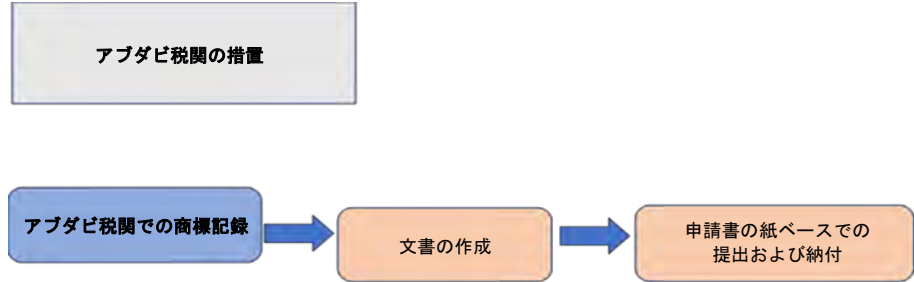 アブダビ税関の措置
アブダビ税関での商標記録
文書の作成
申請書の紙ベースでの
提出および納付